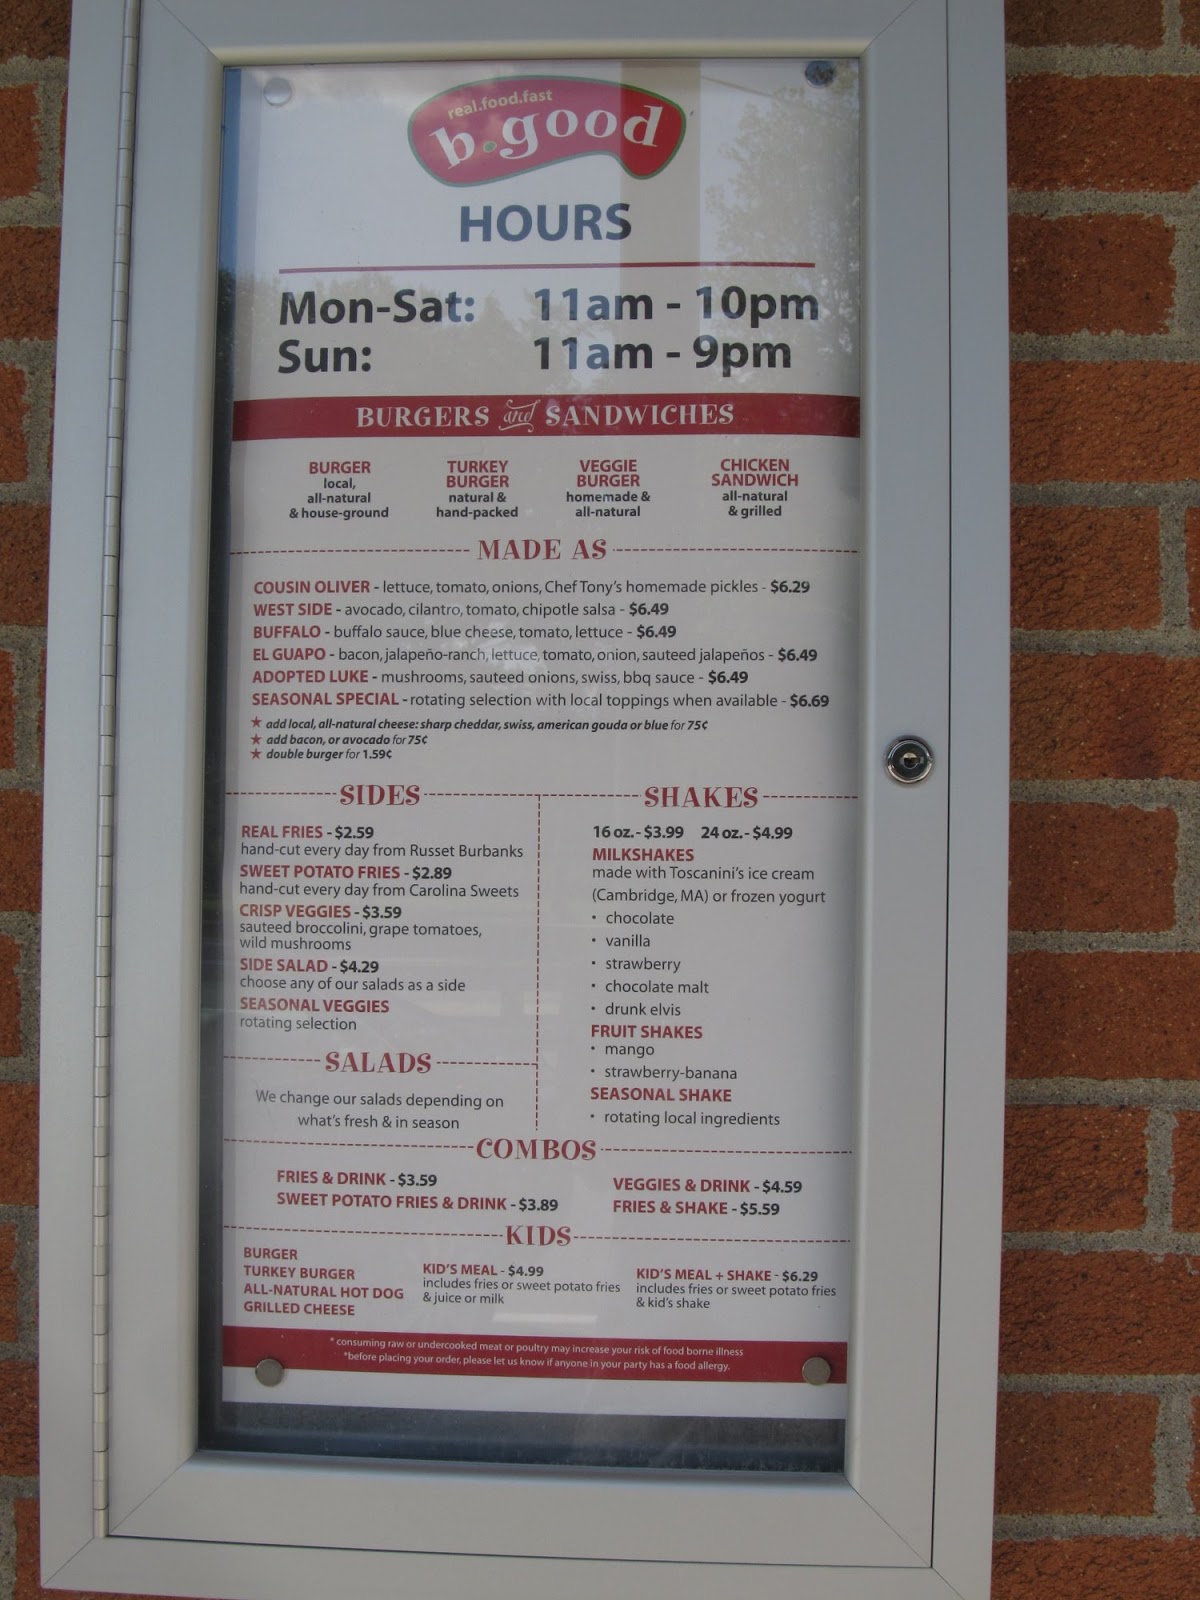 real.food.fast
b.good
HOURS
Mon-Sat: 11am - 10pm
Sun: 11am - 9pm
BURGERS and SANDWICHES
BURGER
local,
all-natural
& house-ground
TURKEY
BURGER
natural &
hand-packed
VEGGIE
BURGER
homemade &
all-natural
CHICKEN
SANDWICH
all-natural
& grilled
MADE AS
COUSIN OLIVER - lettuce, tomato, onions, Chef Tony's homemade pickles - $6.29
WEST SIDE - avocado, cilantro, tomato, chipotle salsa - $6.49
BUFFALO - buffalo sauce, blue cheese, tomato, lettuce - $6.49
EL GUAPO - bacon, jalapeño-ranch, lettuce, tomato, onion, sauteed jalapeños - $6.49
ADOPTED LUKE - mushrooms, sauteed onions, swiss, bbq sauce - $6.49
SEASONAL SPECIAL - rotating selection with local toppings when available - $6.69
★ add local, all-natural cheese: sharp cheddar, swiss, american gouda or blue for 75¢
★ add bacon, or avocado for 75¢
★ double burger for 1.59¢
SIDES
REAL FRIES - $2.59
hand-cut every day from Russet Burbanks
SWEET POTATO FRIES - $2.89
hand-cut every day from Carolina Sweets
CRISP VEGGIES - $3.59
sauteed broccolini, grape tomatoes,
wild mushrooms
SIDE SALAD - $4.29
choose any of our salads as a side
SEASONAL VEGGIES
rotating selection
SALADS
We change our salads depending on
what's fresh & in season
SHAKES
16 oz. - $3.99 24 oz. - $4.99
MILKSHAKES
made with Toscanini's ice cream
(Cambridge, MA) or frozen yogurt
• chocolate
• vanilla
• strawberry
• chocolate malt
• drunk elvis
FRUIT SHAKES
• mango
• strawberry-banana
SEASONAL SHAKE
• rotating local ingredients
COMBOS
FRIES & DRINK - $3.59
SWEET POTATO FRIES & DRINK - $3.89
VEGGIES & DRINK - $4.59
FRIES & SHAKE - $5.59
KIDS
BURGER
TURKEY BURGER
ALL-NATURAL HOT DOG
GRILLED CHEESE
KID'S MEAL - $4.99
includes fries or sweet potato fries
& juice or milk
KID'S MEAL + SHAKE - $6.29
includes fries or sweet potato fries
& kid's shake
* consuming raw or undercooked meat or poultry may increase your risk of food borne illness
*before placing your order, please let us know if anyone in your party has a food allergy.